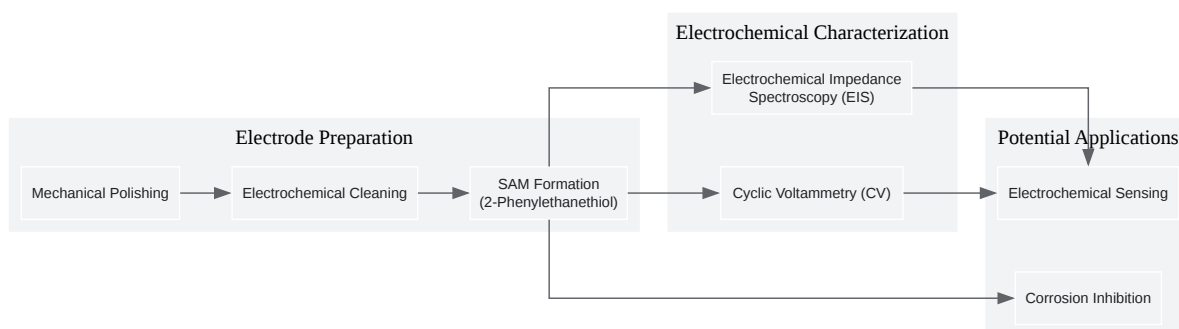 Electrochemical Characterization
Electrochemical Impedance
Spectroscopy (EIS)
Electrode Preparation
Potential Applications
Mechanical Polishing
Electrochemical Cleaning
SAM Formation
(2-Phenylethanethiol)
Cyclic Voltammetry (CV)
Electrochemical Sensing
Corrosion Inhibition